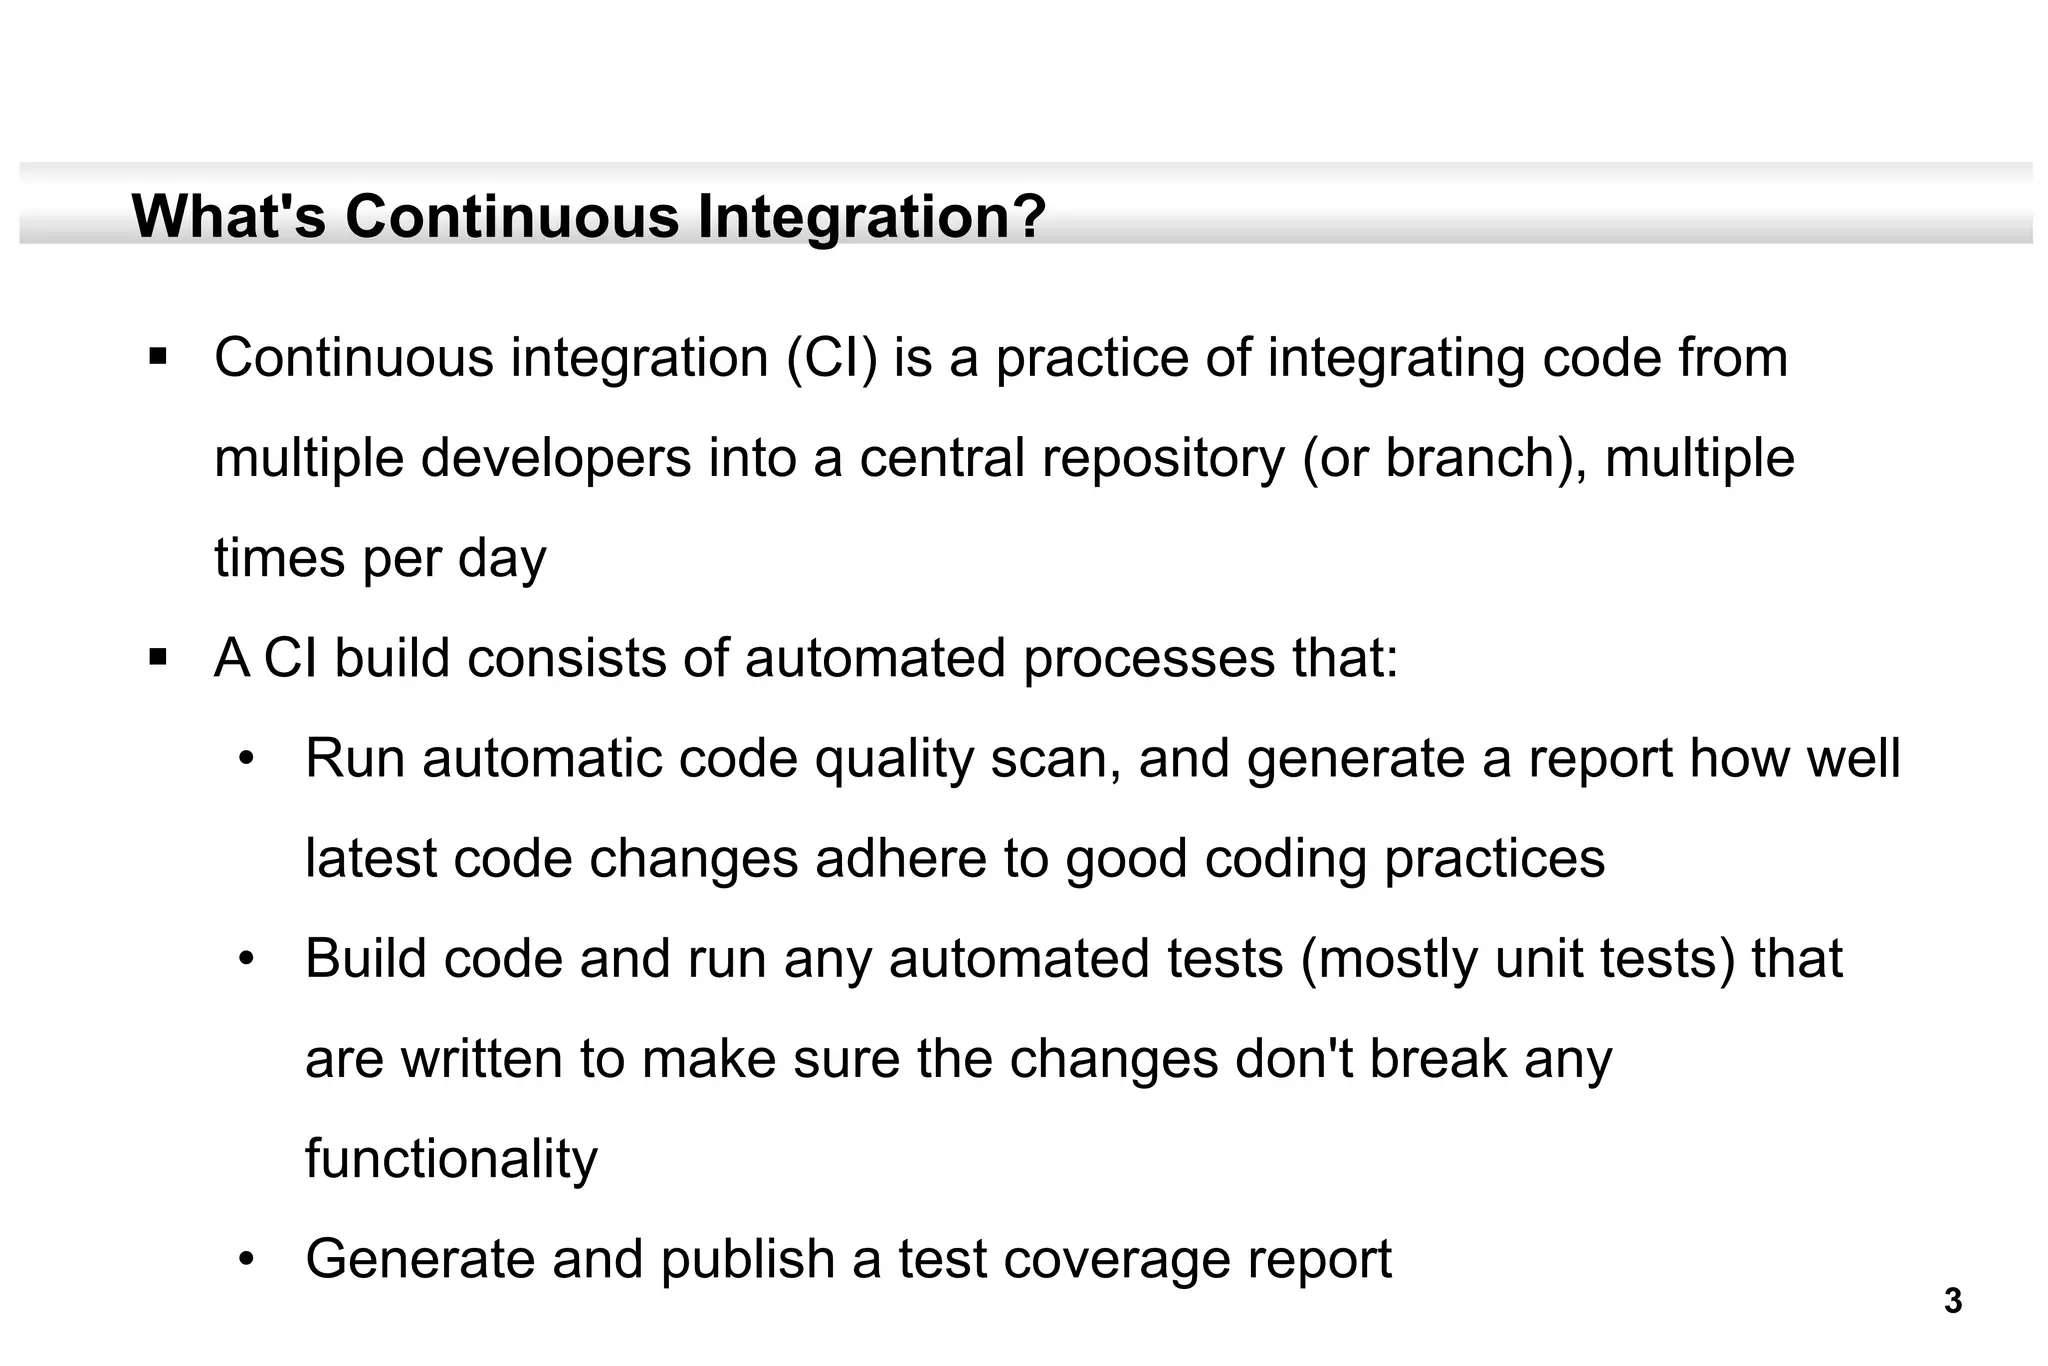 What's Continuous Integration?
▪ Continuous integration (CI) is a practice of integrating code from
multiple developers into a central repository (or branch), multiple
times per day
▪ A CI build consists of automated processes that:
• Run automatic code quality scan, and generate a report how well
latest code changes adhere to good coding practices
• Build code and run any automated tests (mostly unit tests) that
are written to make sure the changes don't break any
functionality
• Generate and publish a test coverage report
3